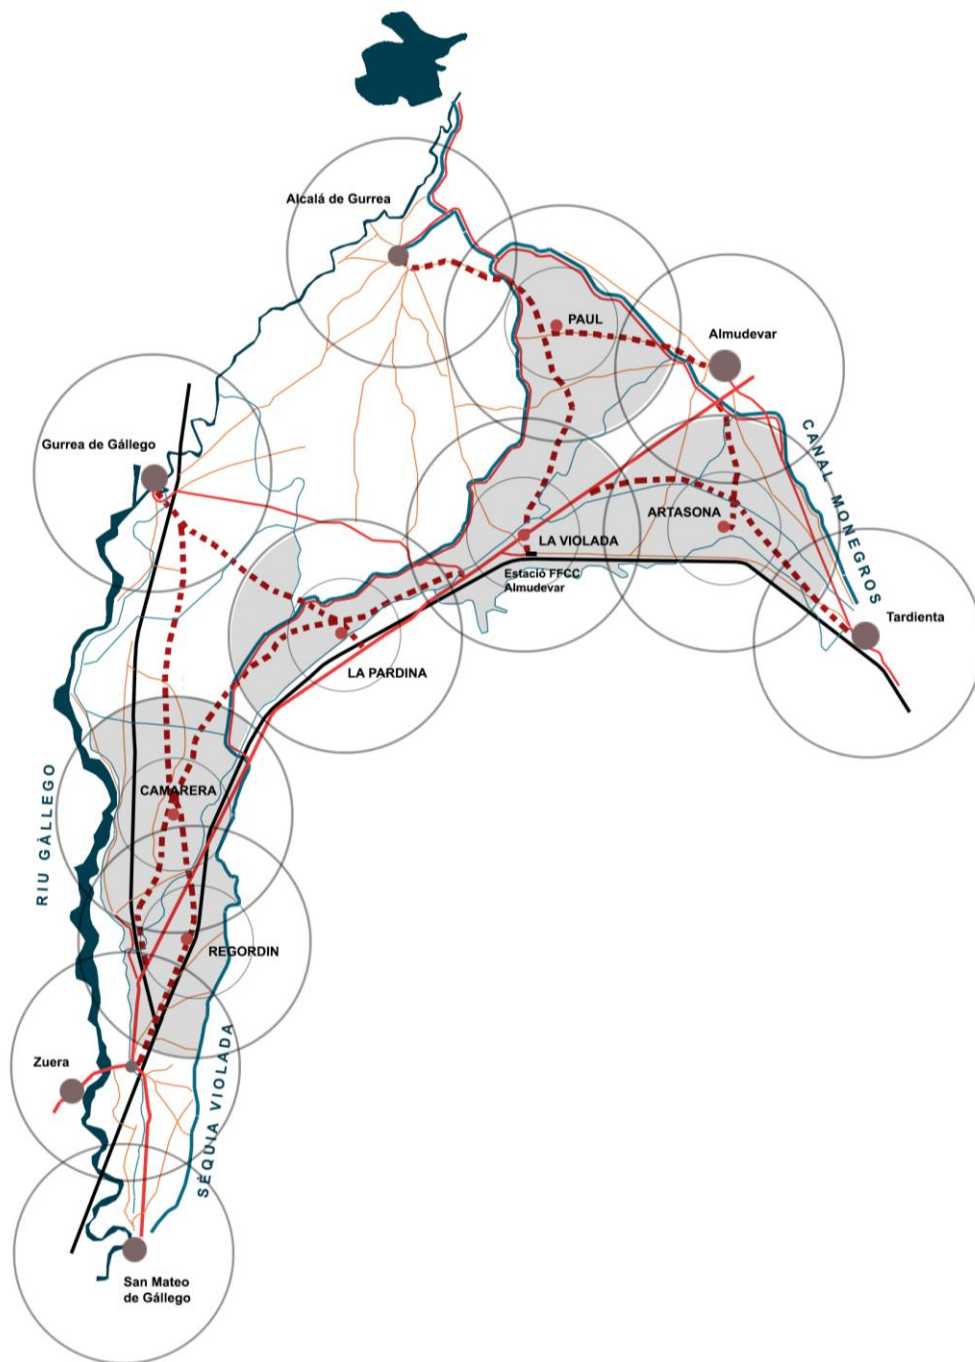 Alcalá de Gurrea
PAUL
Almudevar
Gurrea de Gállego
CANAL MONEGROS
ARTASONA
LA VIOLADA
Estació FFCC
Almudevar
Tardienta
LA PARDINA
RIU GÀLLEGO
CAMARERA
REGORDIN
Zuera
SÈQUIA VIOLADA
San Mateo
de Gállego